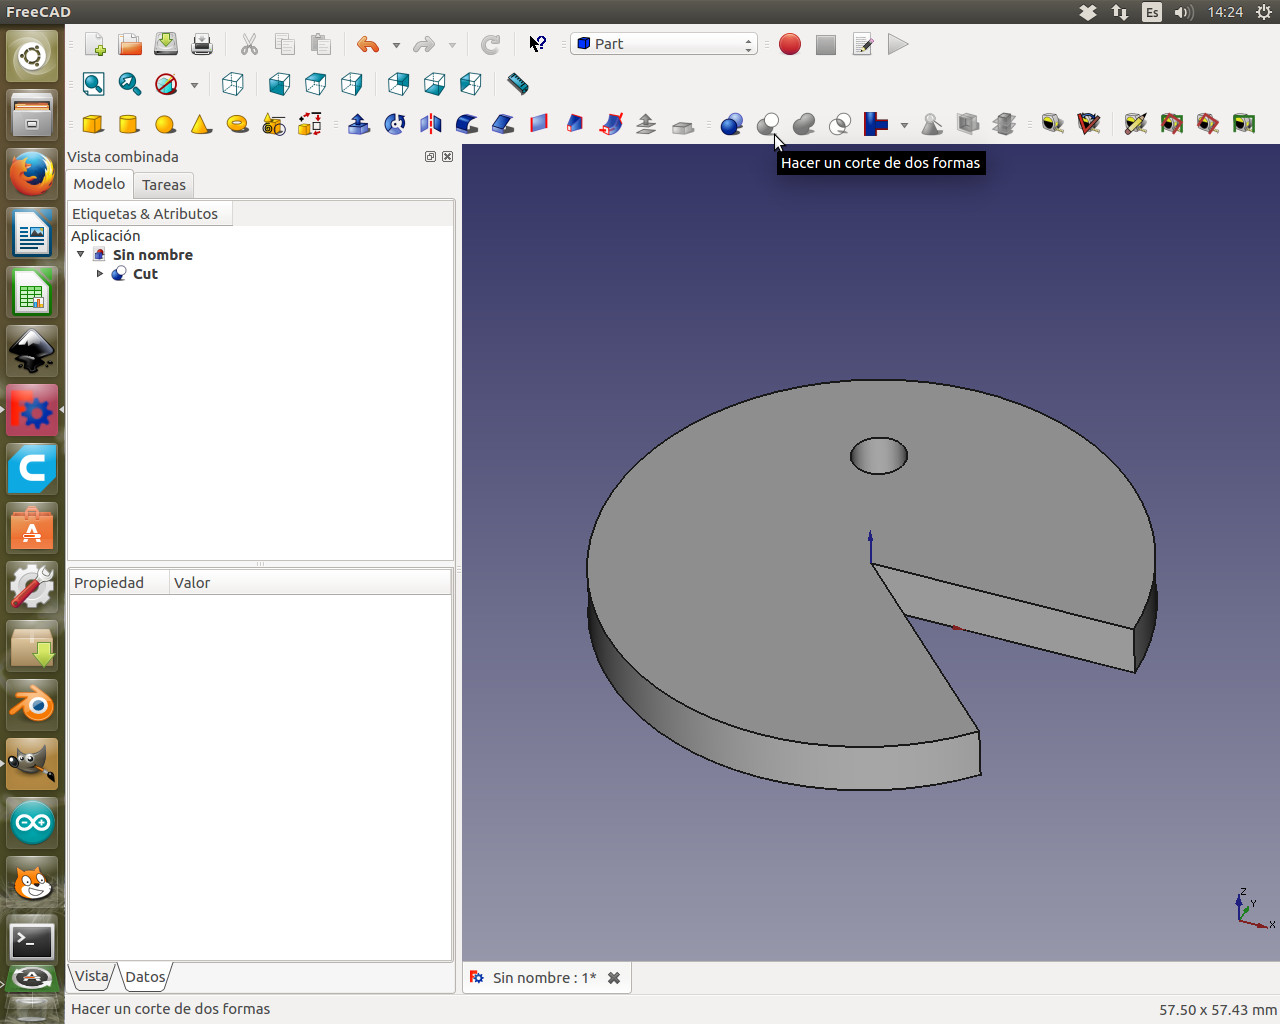 FreeCAD
Es
14:24
Part
Hacer un corte de dos formas
Vista combinada
Modelo
Tareas
Etiquetas & Atributos
Aplicación
Sin nombre
Cut
Propiedad
Valor
Z
Y
X
Vista
Datos
Sin nombre : 1*
Hacer un corte de dos formas
57.50 x 57.43 mm